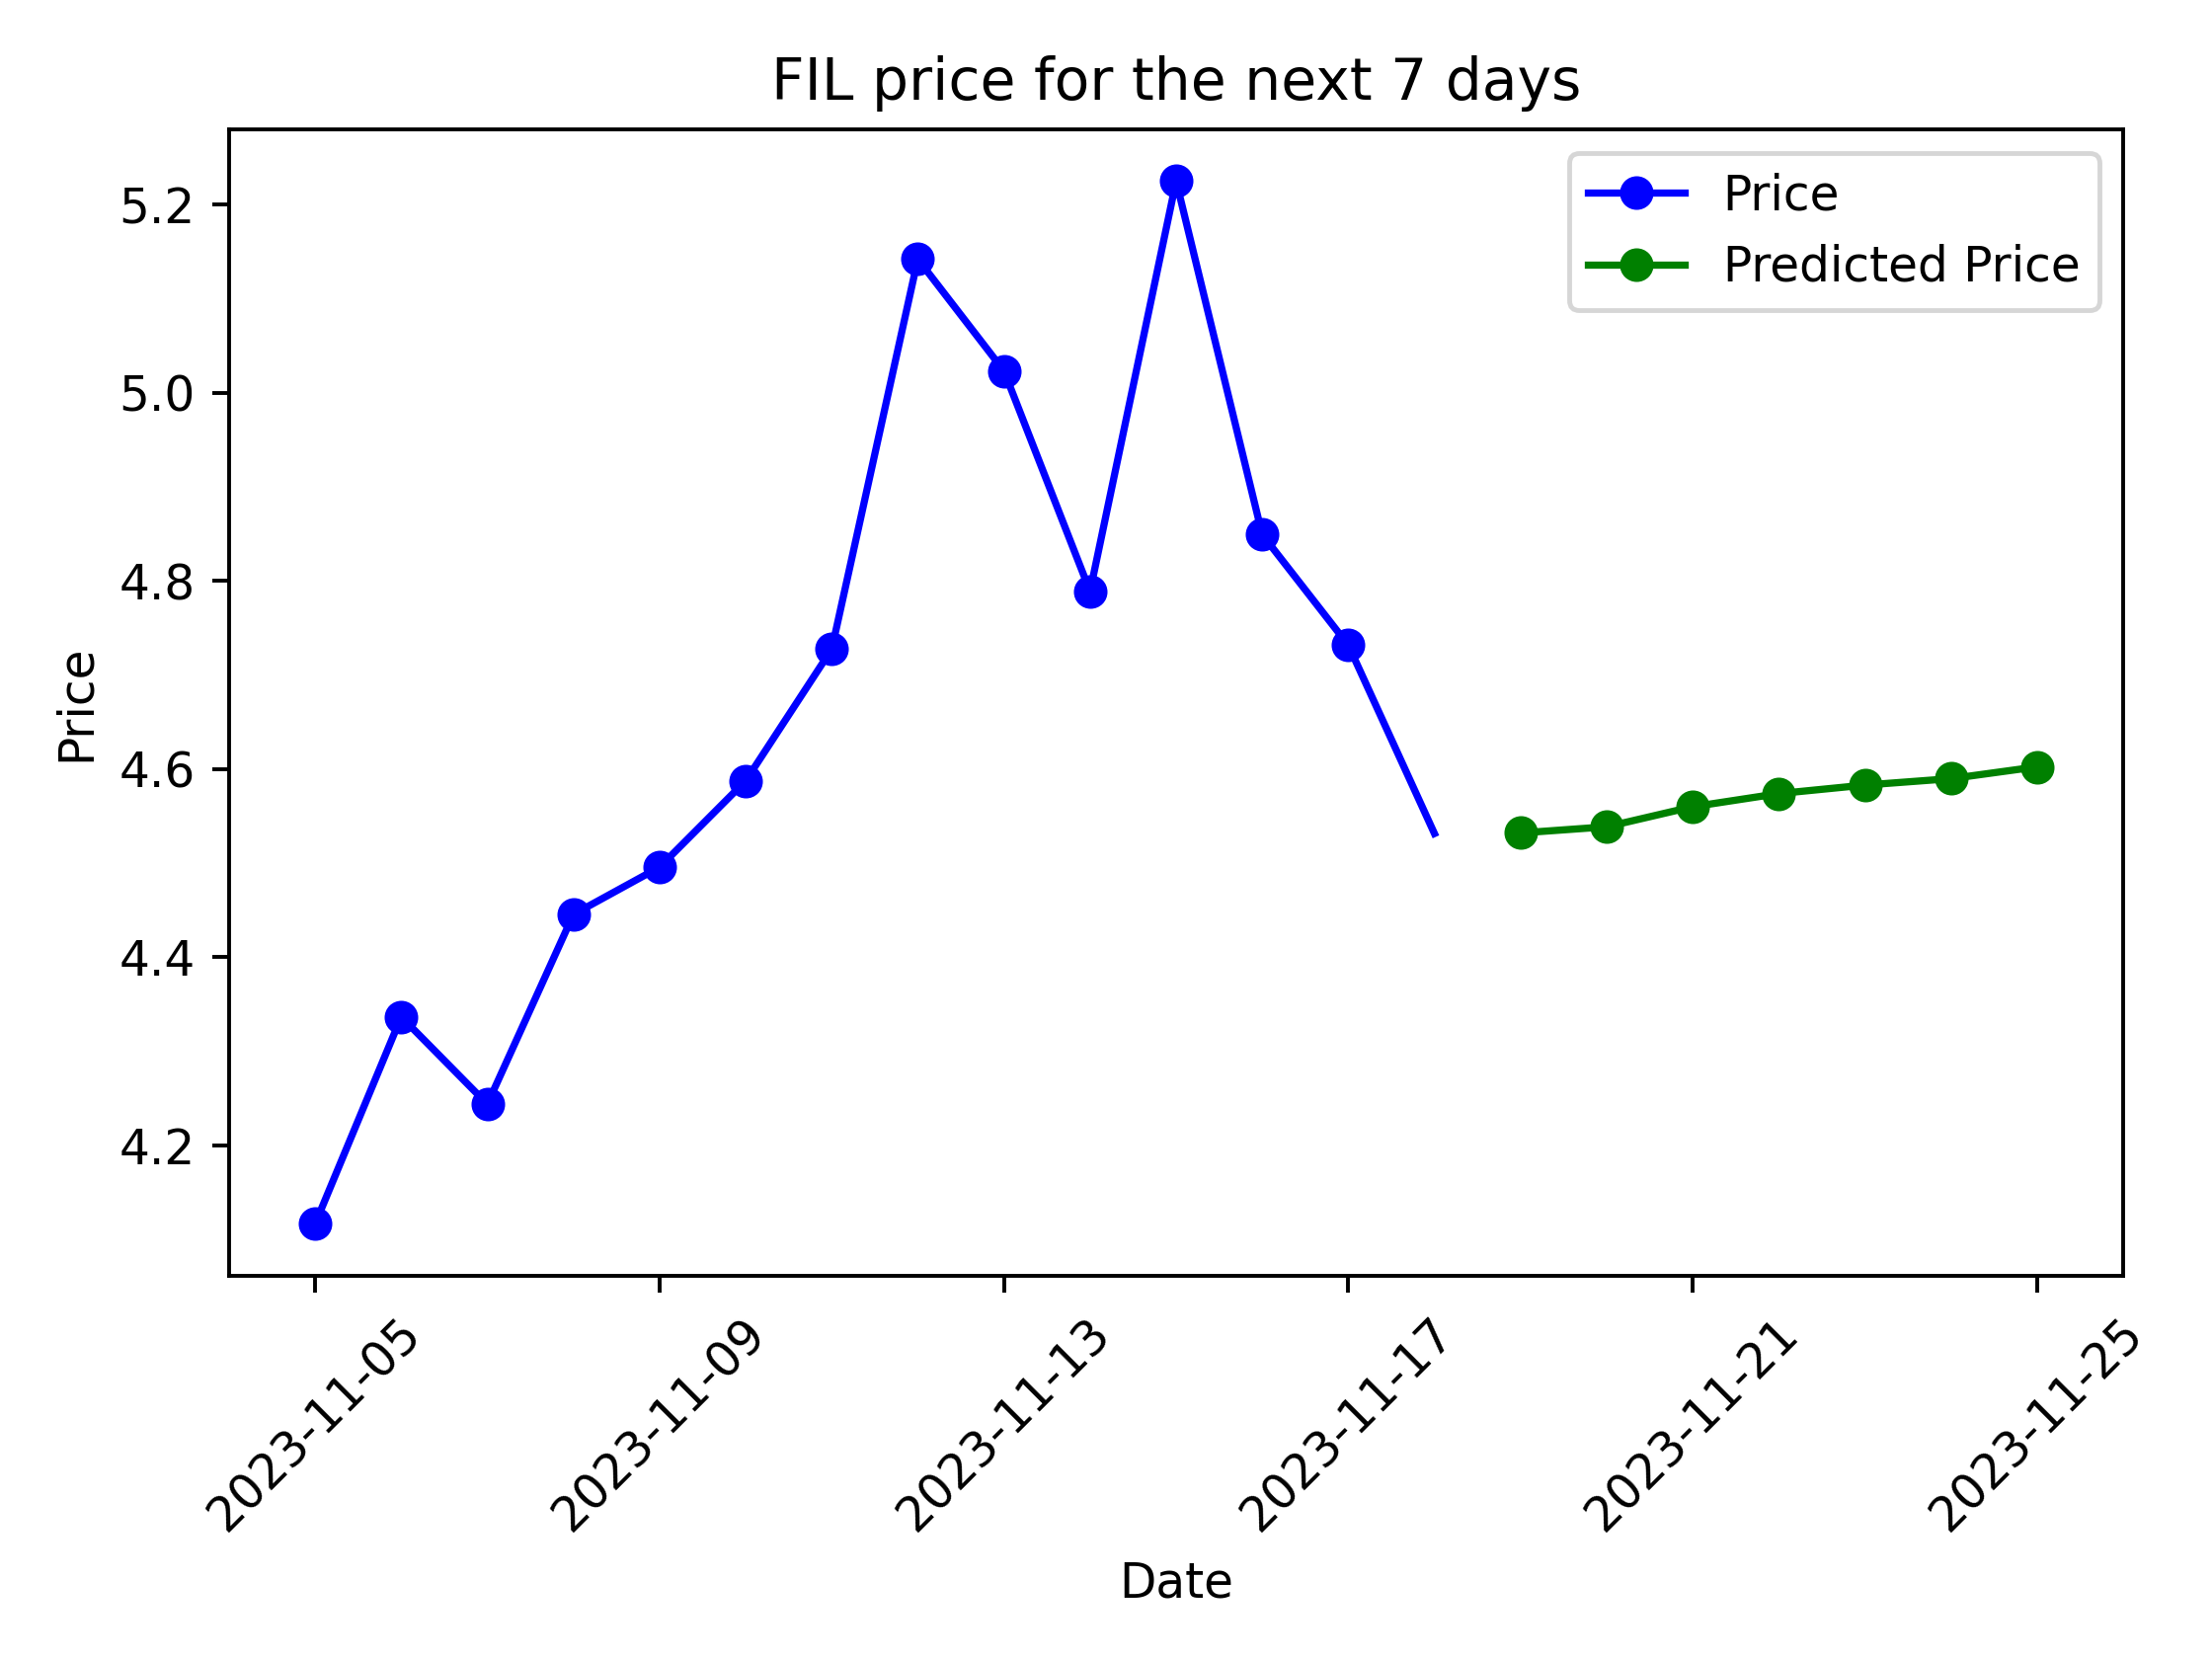 FIL price for the next 7 days
Price
Predicted Price
5.2
5.0
4.8
4.6
4.4
4.2
Price
2023-11-05
2023-11-09
2023-11-13
2023-11-17
2023-11-21
2023-11-25
Date